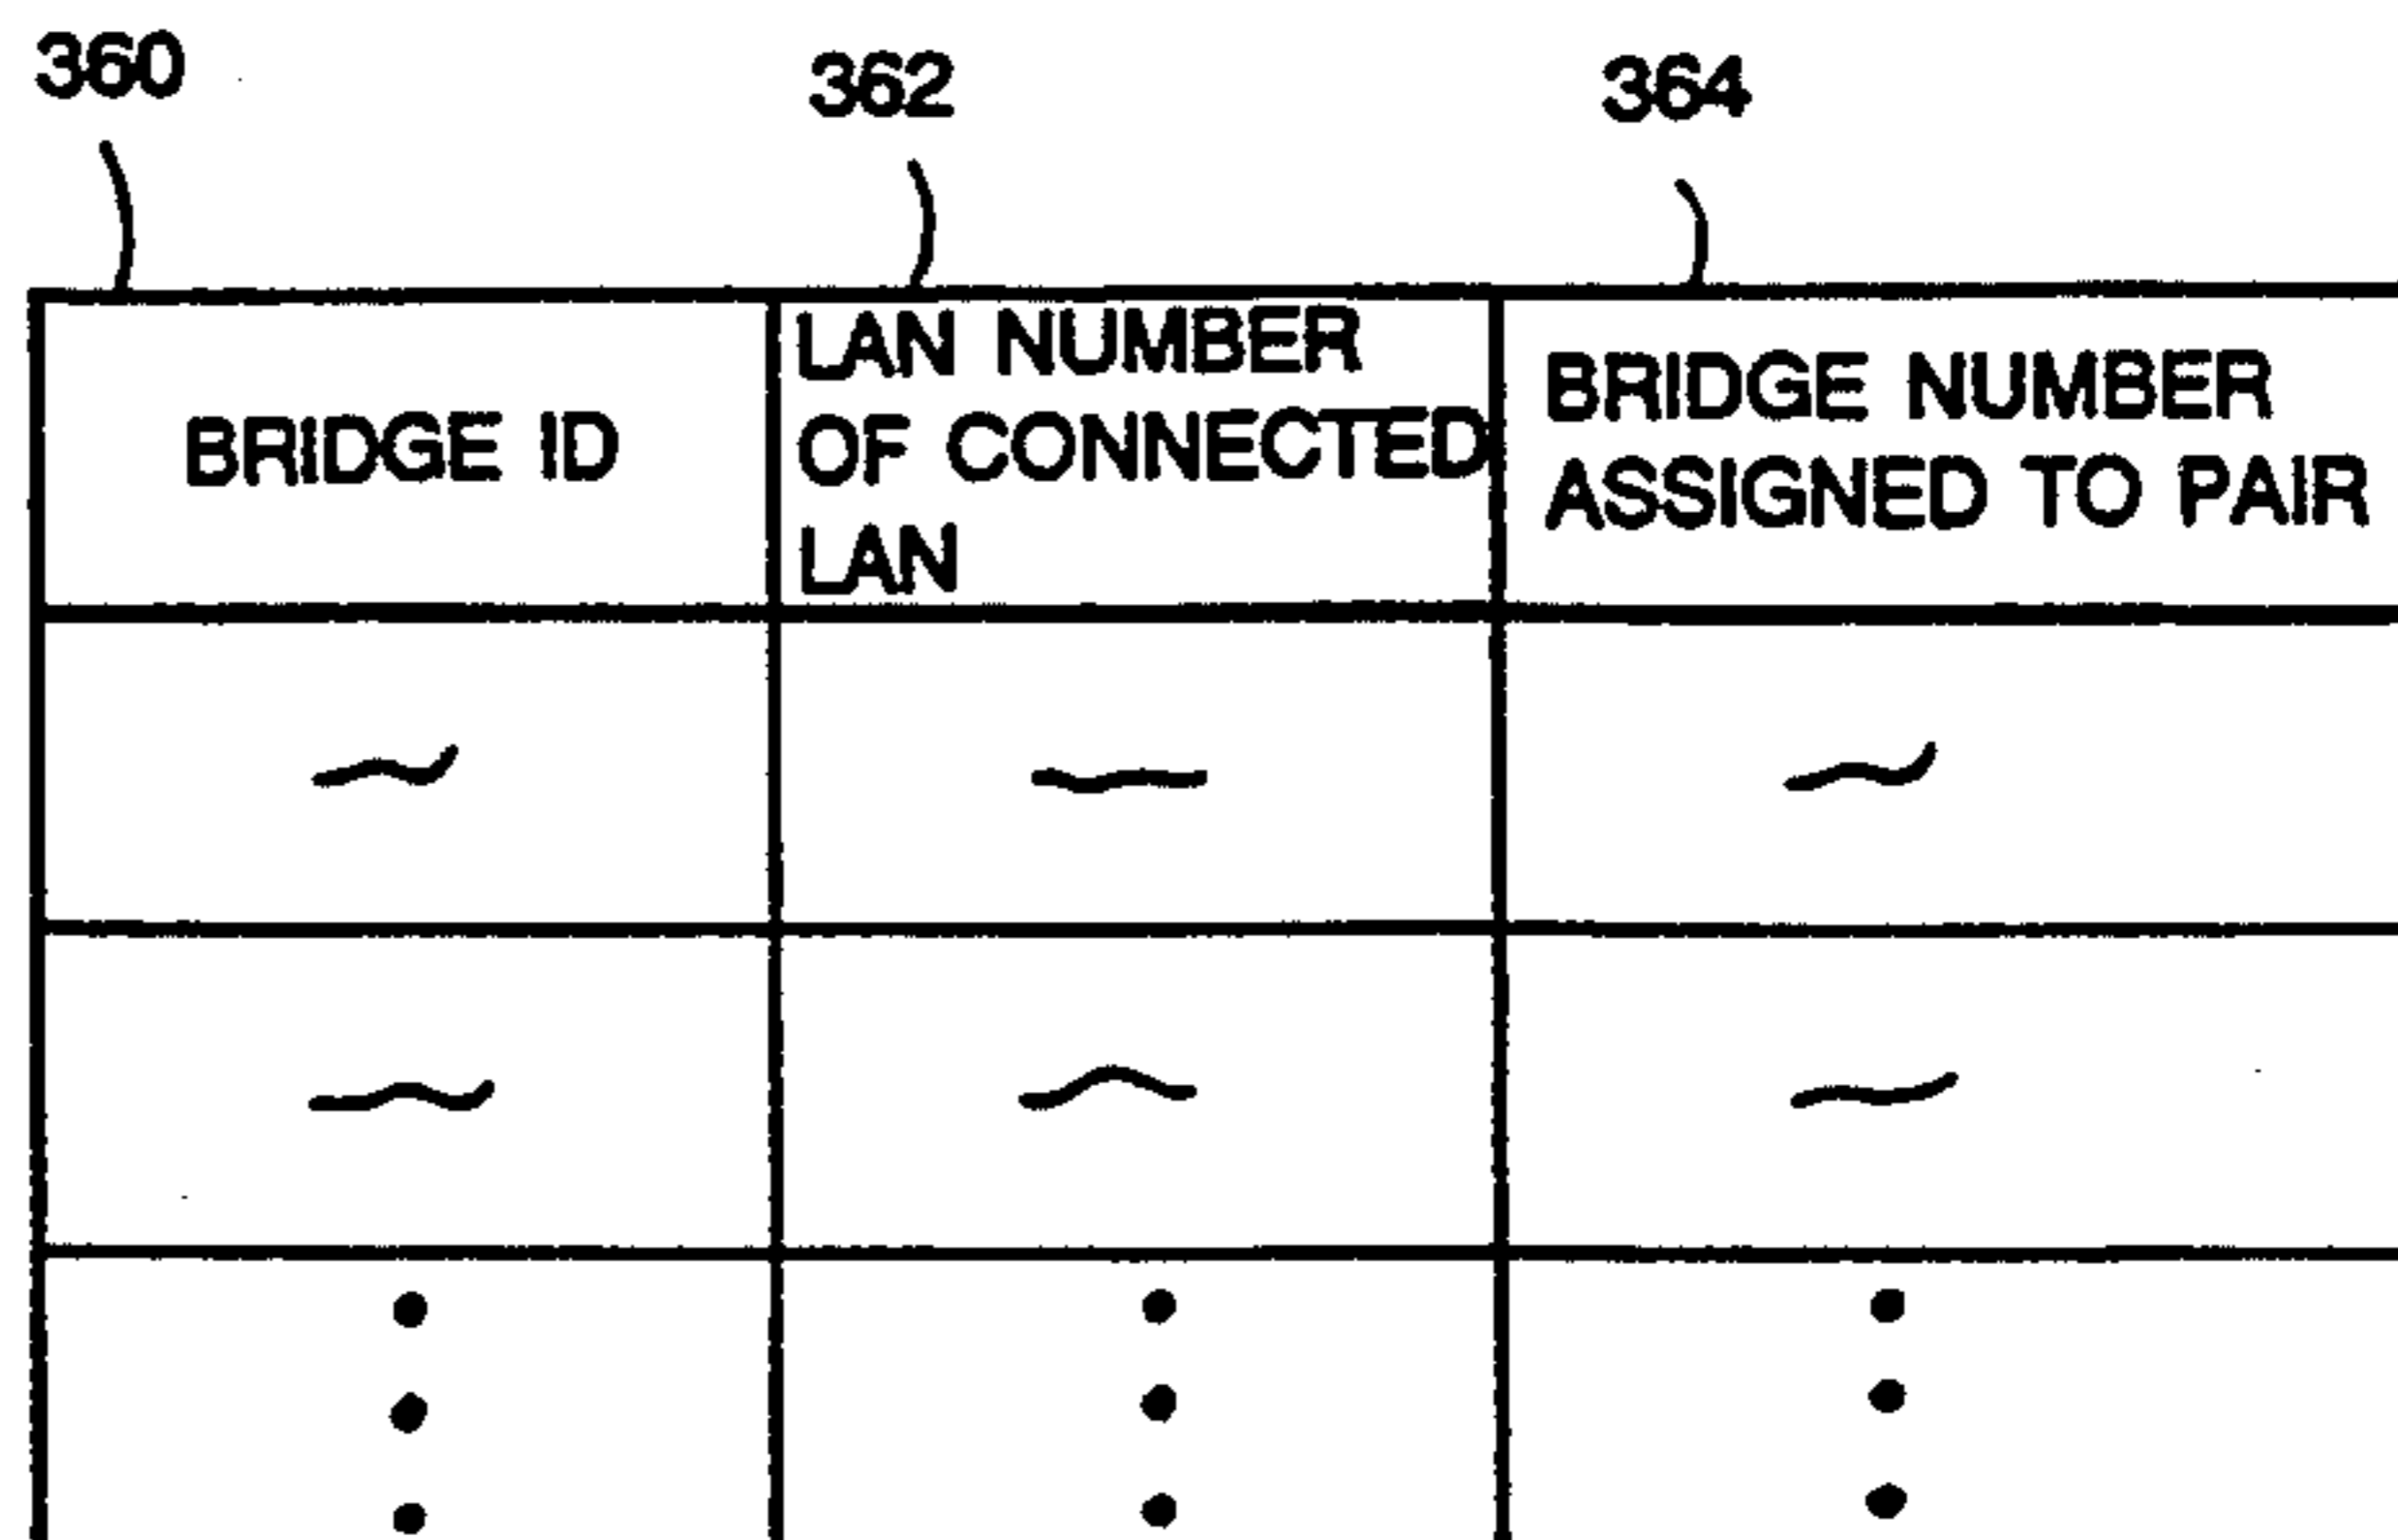 360
362
364
BRIDGE ID
LAN NUMBER
OF CONNECTED
LAN
BRIDGE NUMBER
ASSIGNED TO PAIR